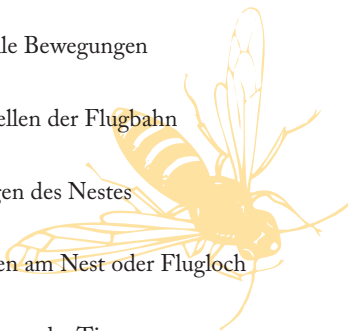 le Bewegungen
ellen der Flugbahn
gen des Nestes
en am Nest oder Flugloch